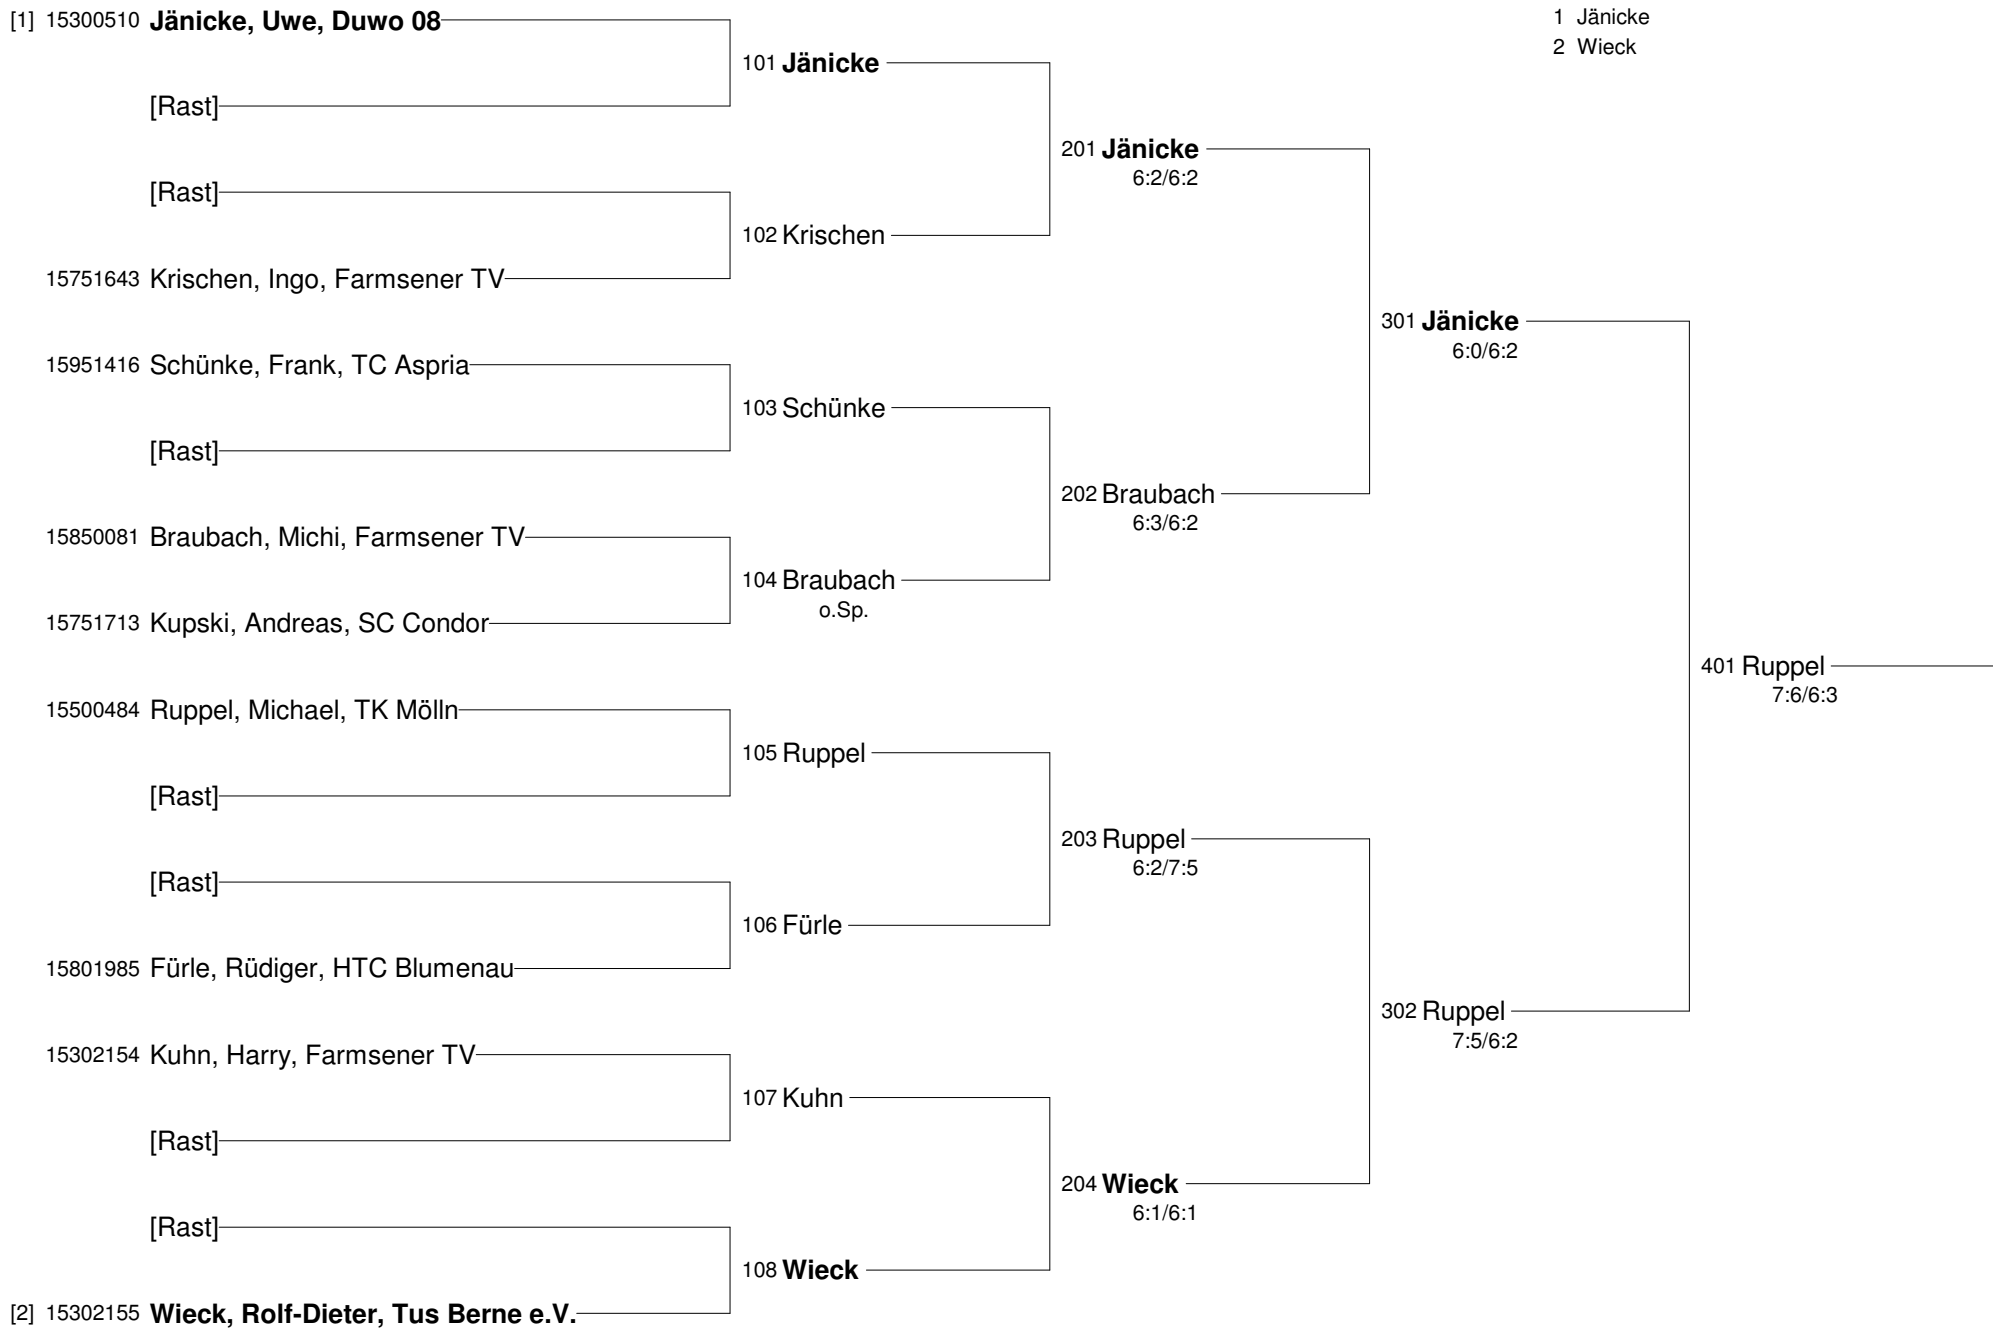 [1] 15300510 Jänicke, Uwe, Duwo 08
[Rast]
[Rast]
15751643 Krischen, Ingo, Farmsener TV
15951416 Schünke, Frank, TC Aspria
[Rast]
15850081 Braubach, Michi, Farmsener TV
15751713 Kupski, Andreas, SC Condor
15500484 Ruppel, Michael, TK Mölln
[Rast]
[Rast]
15801985 Fürle, Rüdiger, HTC Blumenau
15302154 Kuhn, Harry, Farmsener TV
[Rast]
[Rast]
[2] 15302155 Wieck, Rolf-Dieter, Tus Berne e.V.
101 Jänicke
102 Krischen
103 Schünke
104 Braubach
o.Sp.
105 Ruppel
106 Fürle
107 Kuhn
108 Wieck
201 Jänicke
6:2/6:2
202 Braubach
6:3/6:2
203 Ruppel
6:2/7:5
204 Wieck
6:1/6:1
301 Jänicke
6:0/6:2
302 Ruppel
7:5/6:2
401 Ruppel
7:6/6:3
1 Jänicke
2 Wieck